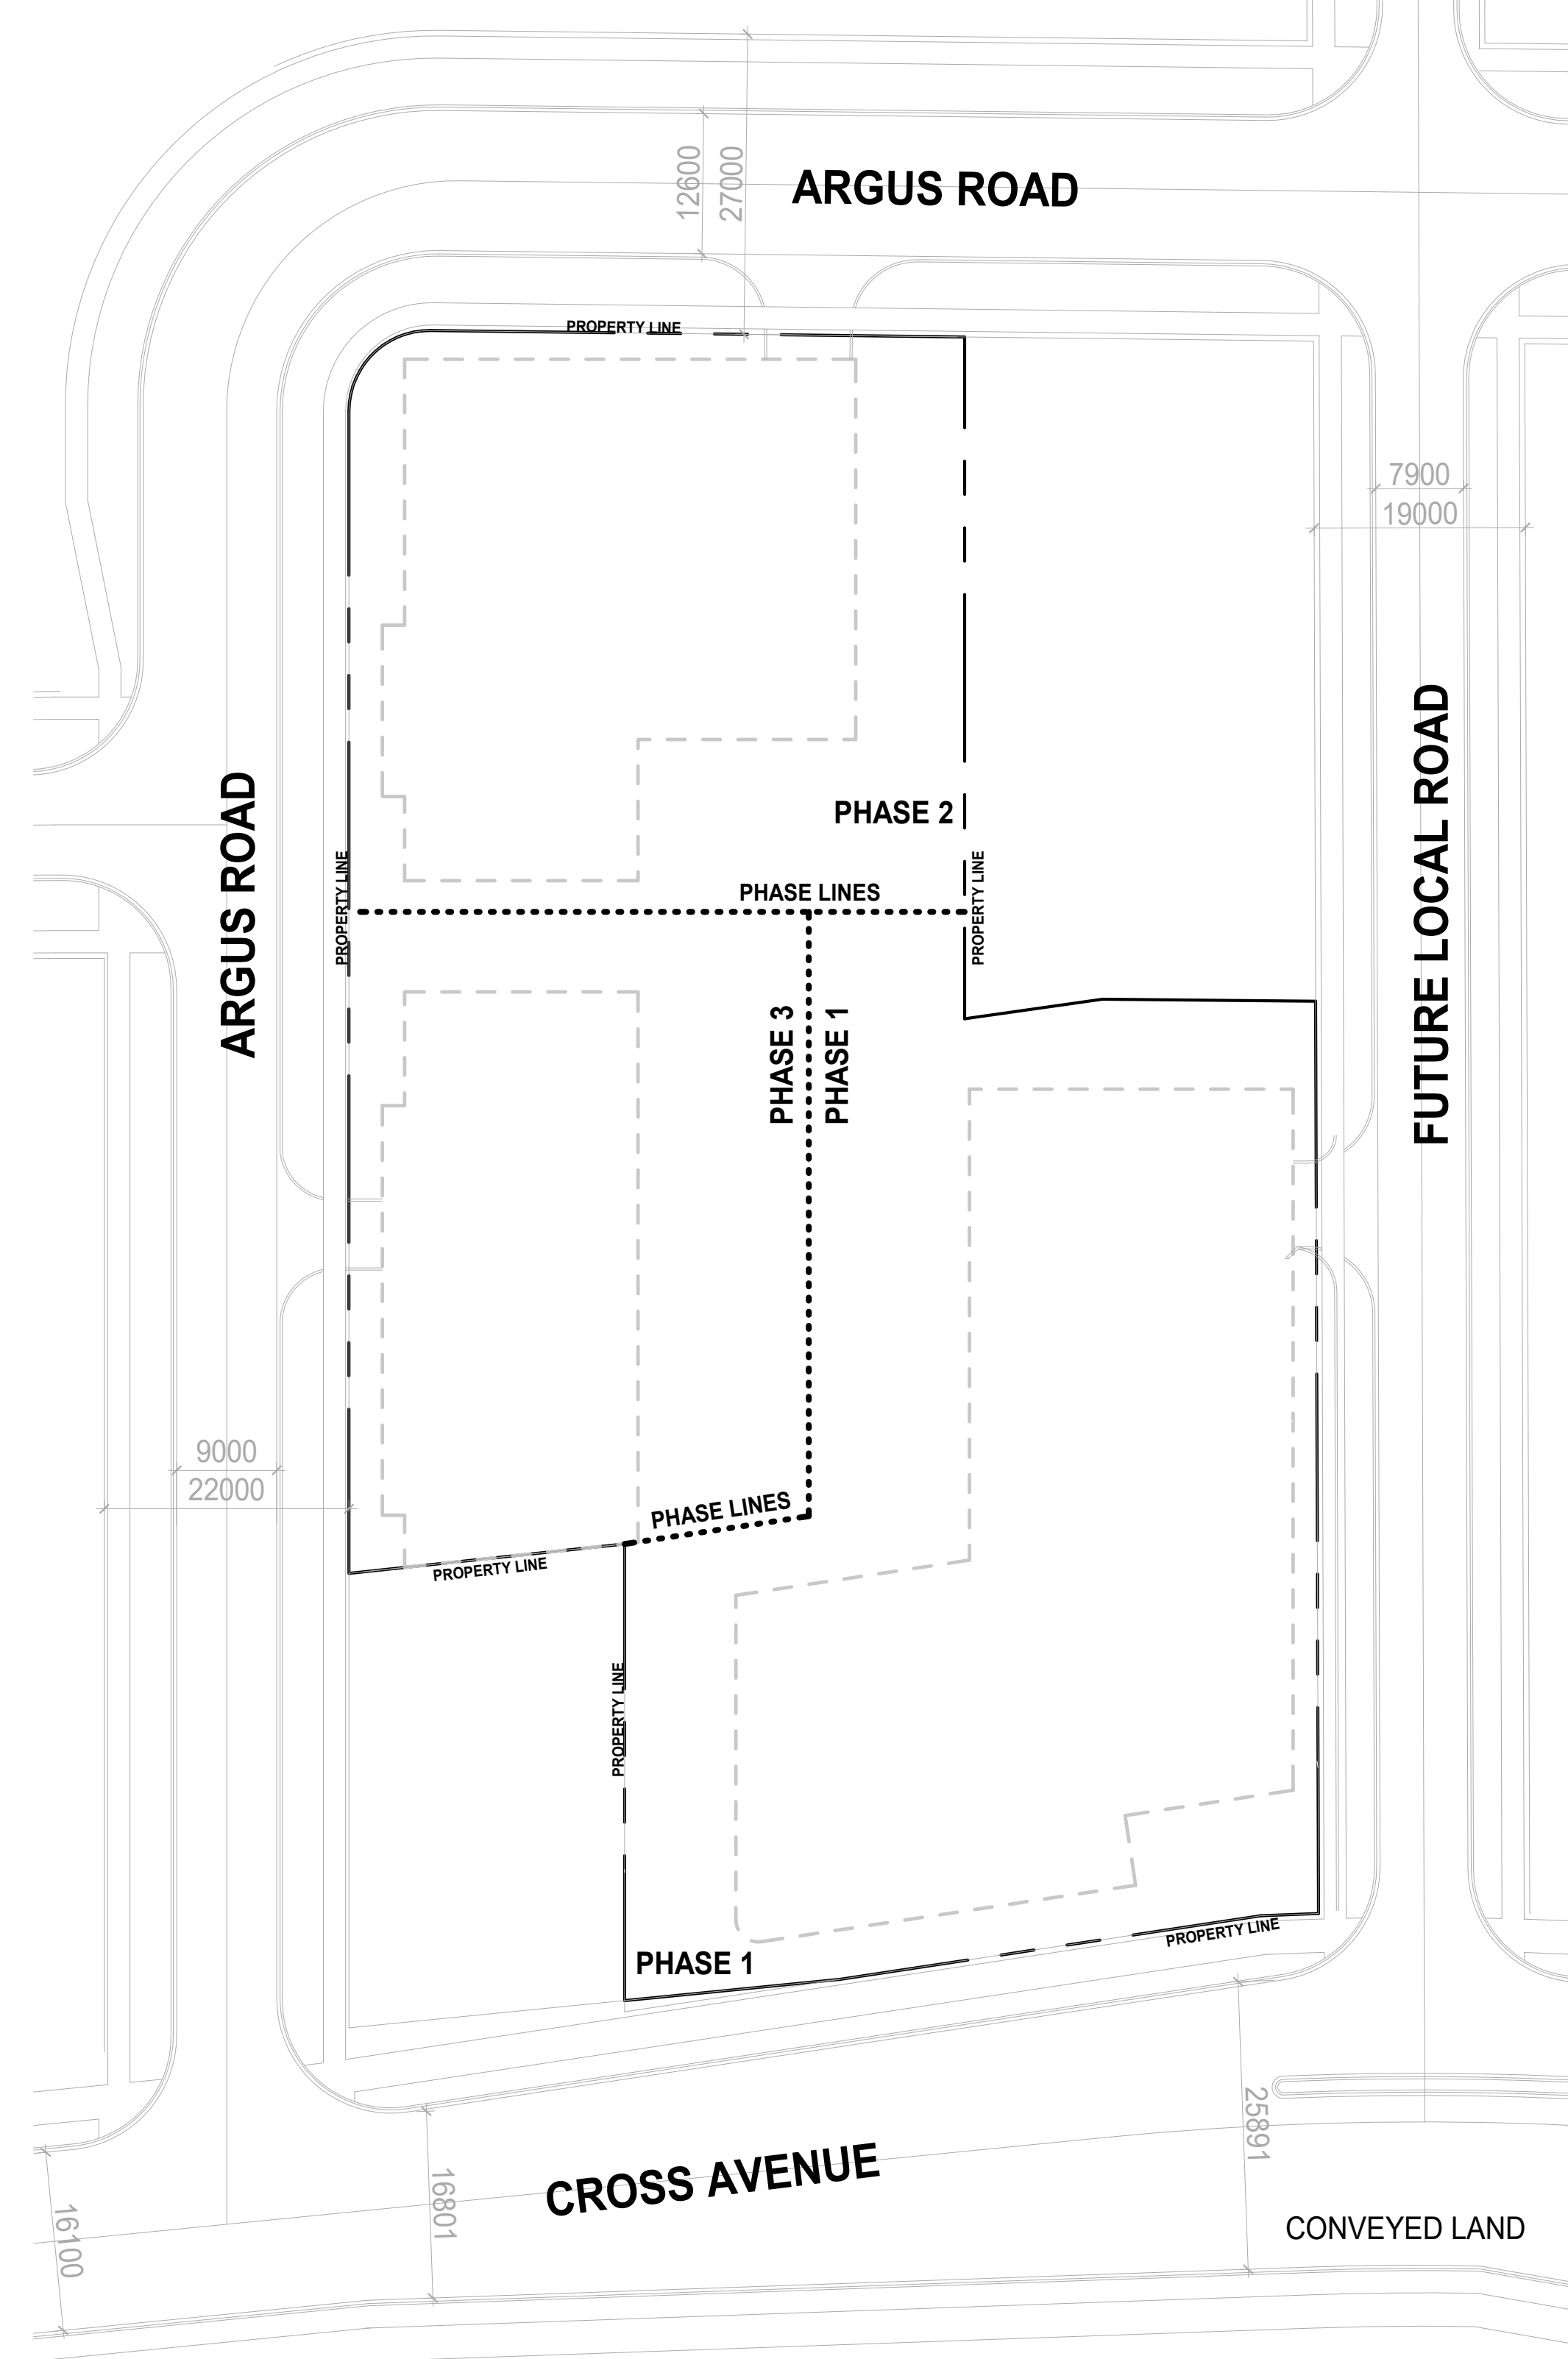 12600
27000
ARGUS ROAD
PROPERTY LINE
7900
19000
ARGUS ROAD
FUTURE LOCAL ROAD
PHASE 2
PROPERTY LINE
PHASE LINES
PROPERTY LINE
PHASE 3
PHASE 1
9000
22000
PHASE LINES
PROPERTY LINE
PROPERTY LINE
PROPERTY LINE
PHASE 1
25891
16801
16100
CROSS AVENUE
CONVEYED LAND